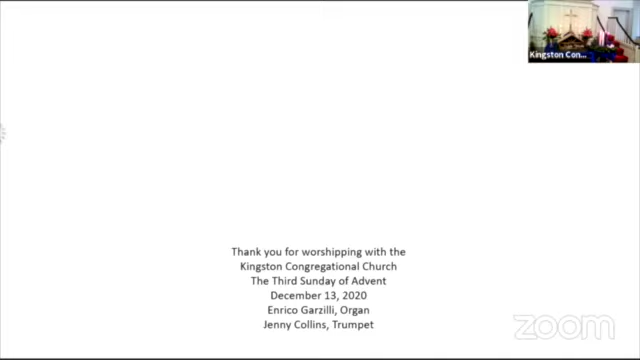 Kingston Con...
Thank you for worshipping with the
Kingston Congregational Church
The Third Sunday of Advent
December 13, 2020
Enrico Garzilli, Organ
Jenny Collins, Trumpet
zoom